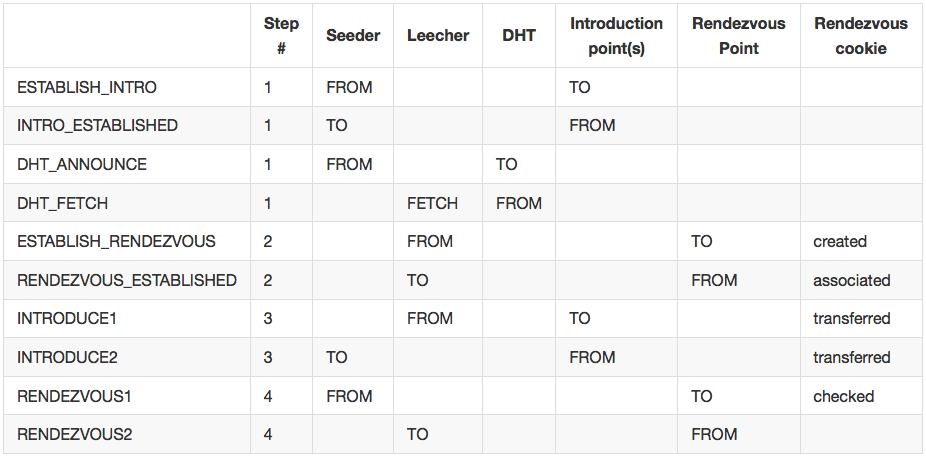 Step # Seeder Leecher DHT Introduction point(s) Rendezvous Point Rendezvous cookie
ESTABLISH_INTRO 1 FROM TO
INTRO_ESTABLISHED 1 TO FROM
DHT_ANNOUNCE 1 FROM TO
DHT_FETCH 1 FETCH FROM
ESTABLISH_RENDEZVOUS 2 FROM TO created
RENDEZVOUS_ESTABLISHED 2 TO FROM associated
INTRODUCE1 3 FROM TO transferred
INTRODUCE2 3 TO FROM transferred
RENDEZVOUS1 4 FROM TO checked
RENDEZVOUS2 4 TO FROM